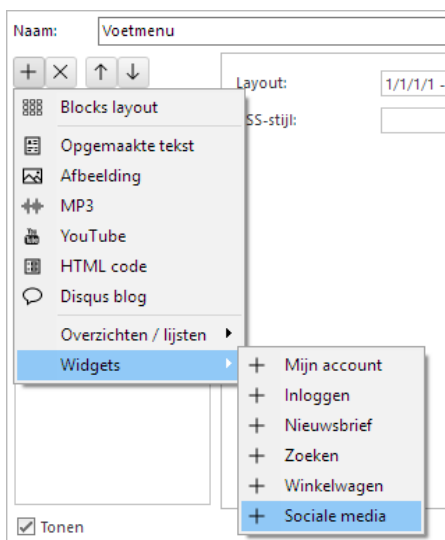 Naam: Voetmenu
Layout: 1/1/1/1 -
SS-stijl:
Blocks layout
Opgemaakte tekst
Afbeelding
MP3
YouTube
HTML code
Disqus blog
Overzichten / lijsten
Widgets
Mijn account
Inloggen
Nieuwsbrief
Zoeken
Winkelwagen
Sociale media
Tonen